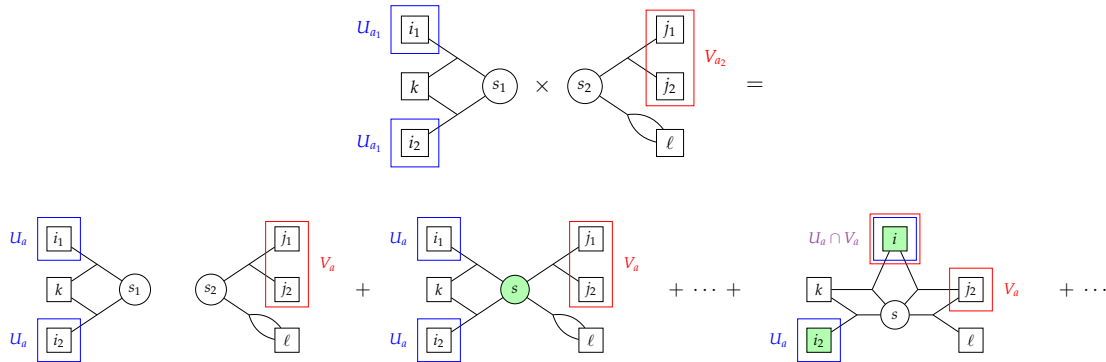 U_{a_1} i_1 j_1
V_{a_2}
k s_1 × s_2 j_2 =
U_{a_1} i_2 ℓ
U_a i_1 j_1 U_a i_1 j_1 U_a ∩ V_a i
V_a V_a
k s_1 s_2 j_2 + k s j_2 + ··· + k j_2 V_a + ···
s
U_a i_2 ℓ U_a i_2 ℓ U_a i_2 ℓ